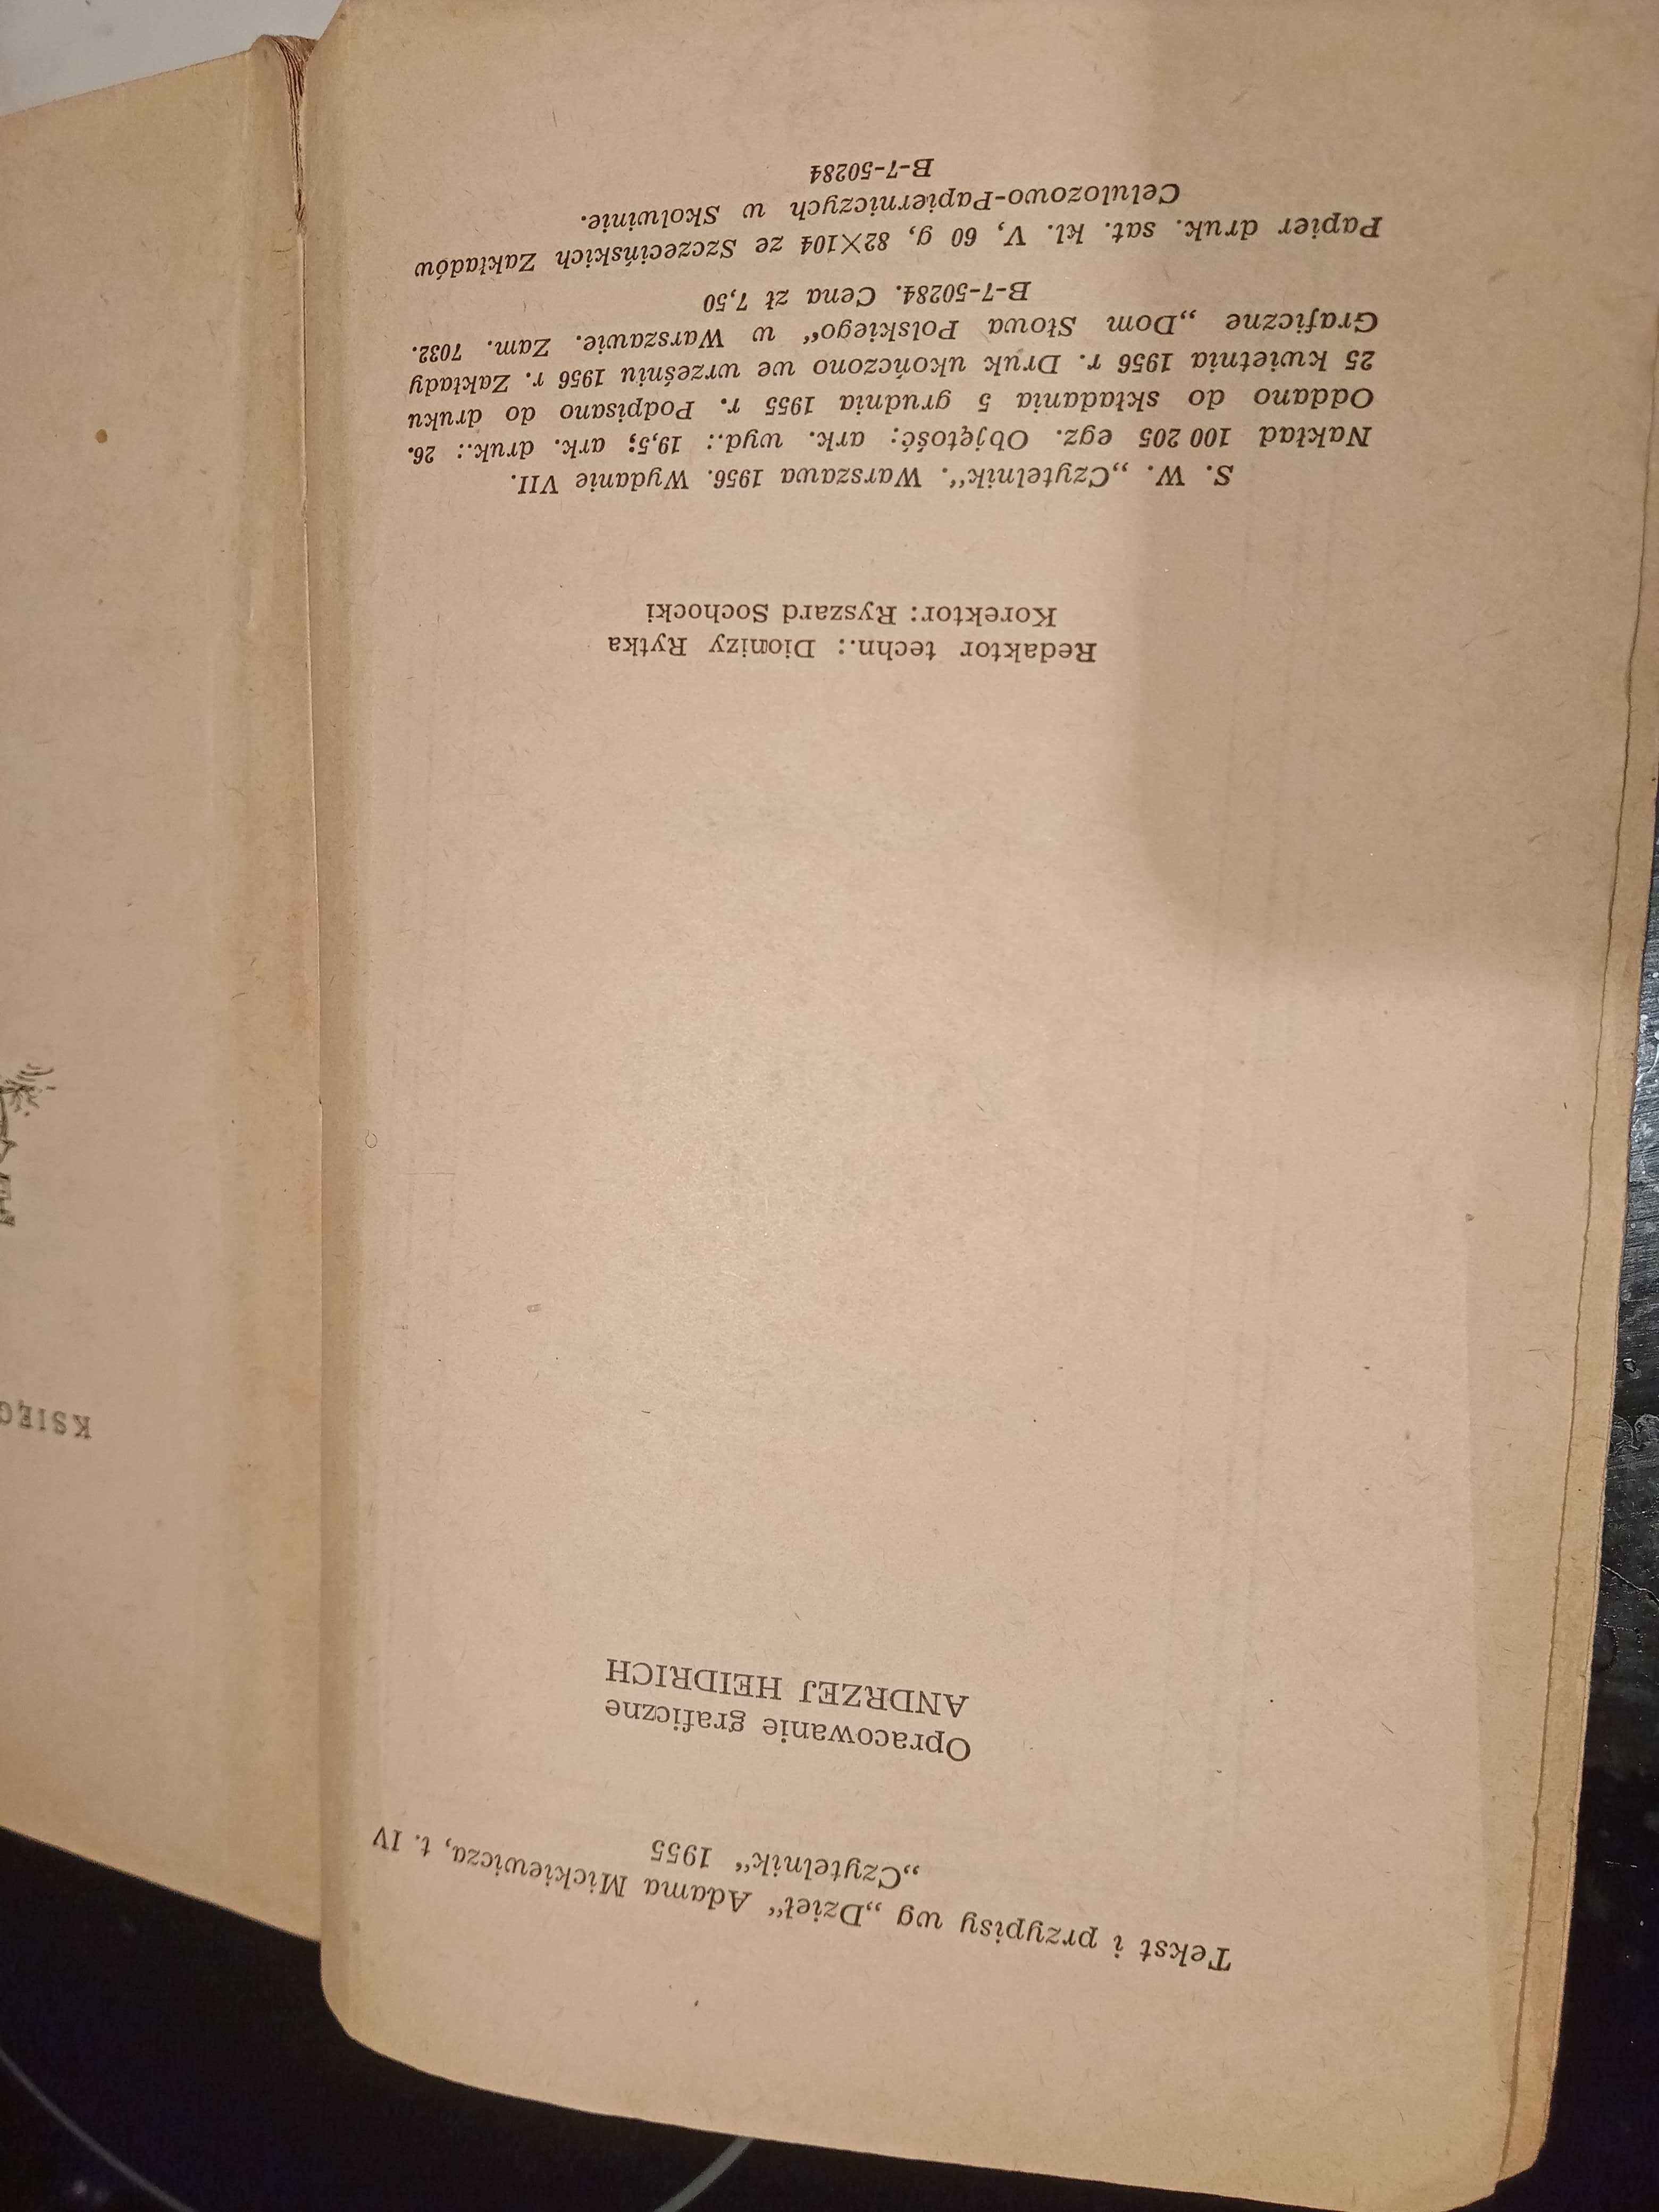 Tekst i przypisy wg „Dzieł“ Adama Mickiewicza, t. IV
„Czytelnik“ 1955
Opracowanie graficzne
ANDRZEJ HEIDRICH
Redaktor techn.: Dionizy Rytka
Korektor: Ryszard Sochocki
S. W. „Czytelnik“. Warszawa 1956. Wydanie VII.
Nakład 100 205 egz. Objętość: ark. wyd.: 19,5; ark. druk.: 26.
Oddano do składania 5 grudnia 1955 r. Podpisano do druku
25 kwietnia 1956 r. Druk ukończono we wrześniu 1956 r. Zakłady
Graficzne „Dom Słowa Polskiego“ w Warszawie. Zam. 7032.
B-7-50284. Cena zł 7,50
Papier druk. sat. kl. V, 60 g, 82×104 ze Szczecińskich Zakładów
Celulozowo-Papierniczych w Skolwinie.
B-7-50284